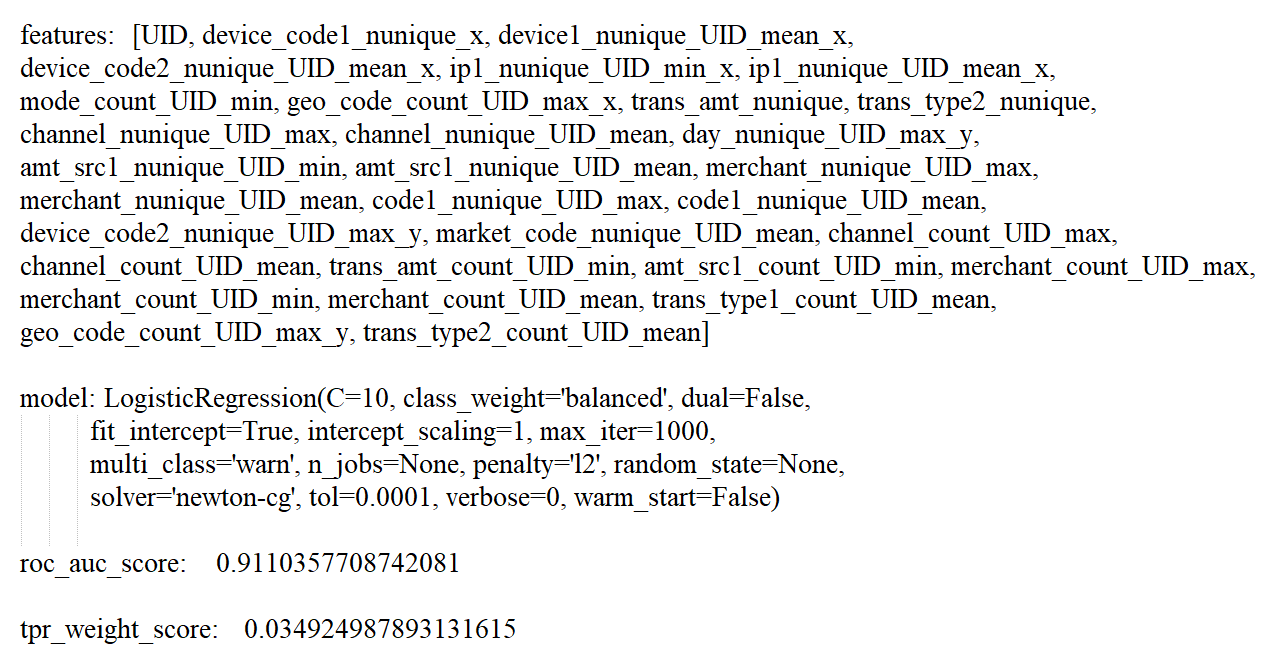 features: [UID, device_code1_nunique_x, device1_nunique_UID_mean_x,
device_code2_nunique_UID_mean_x, ip1_nunique_UID_min_x, ip1_nunique_UID_mean_x,
mode_count_UID_min, geo_code_count_UID_max_x, trans_amt_nunique, trans_type2_nunique,
channel_nunique_UID_max, channel_nunique_UID_mean, day_nunique_UID_max_y,
amt_src1_nunique_UID_min, amt_src1_nunique_UID_mean, merchant_nunique_UID_max,
merchant_nunique_UID_mean, code1_nunique_UID_max, code1_nunique_UID_mean,
device_code2_nunique_UID_max_y, market_code_nunique_UID_mean, channel_count_UID_max,
channel_count_UID_mean, trans_amt_count_UID_min, amt_src1_count_UID_min, merchant_count_UID_max,
merchant_count_UID_min, merchant_count_UID_mean, trans_type1_count_UID_mean,
geo_code_count_UID_max_y, trans_type2_count_UID_mean]
model: LogisticRegression(C=10, class_weight='balanced', dual=False,
fit_intercept=True, intercept_scaling=1, max_iter=1000,
multi_class='warn', n_jobs=None, penalty='l2', random_state=None,
solver='newton-cg', tol=0.0001, verbose=0, warm_start=False)
roc_auc_score: 0.9110357708742081
tpr_weight_score: 0.034924987893131615